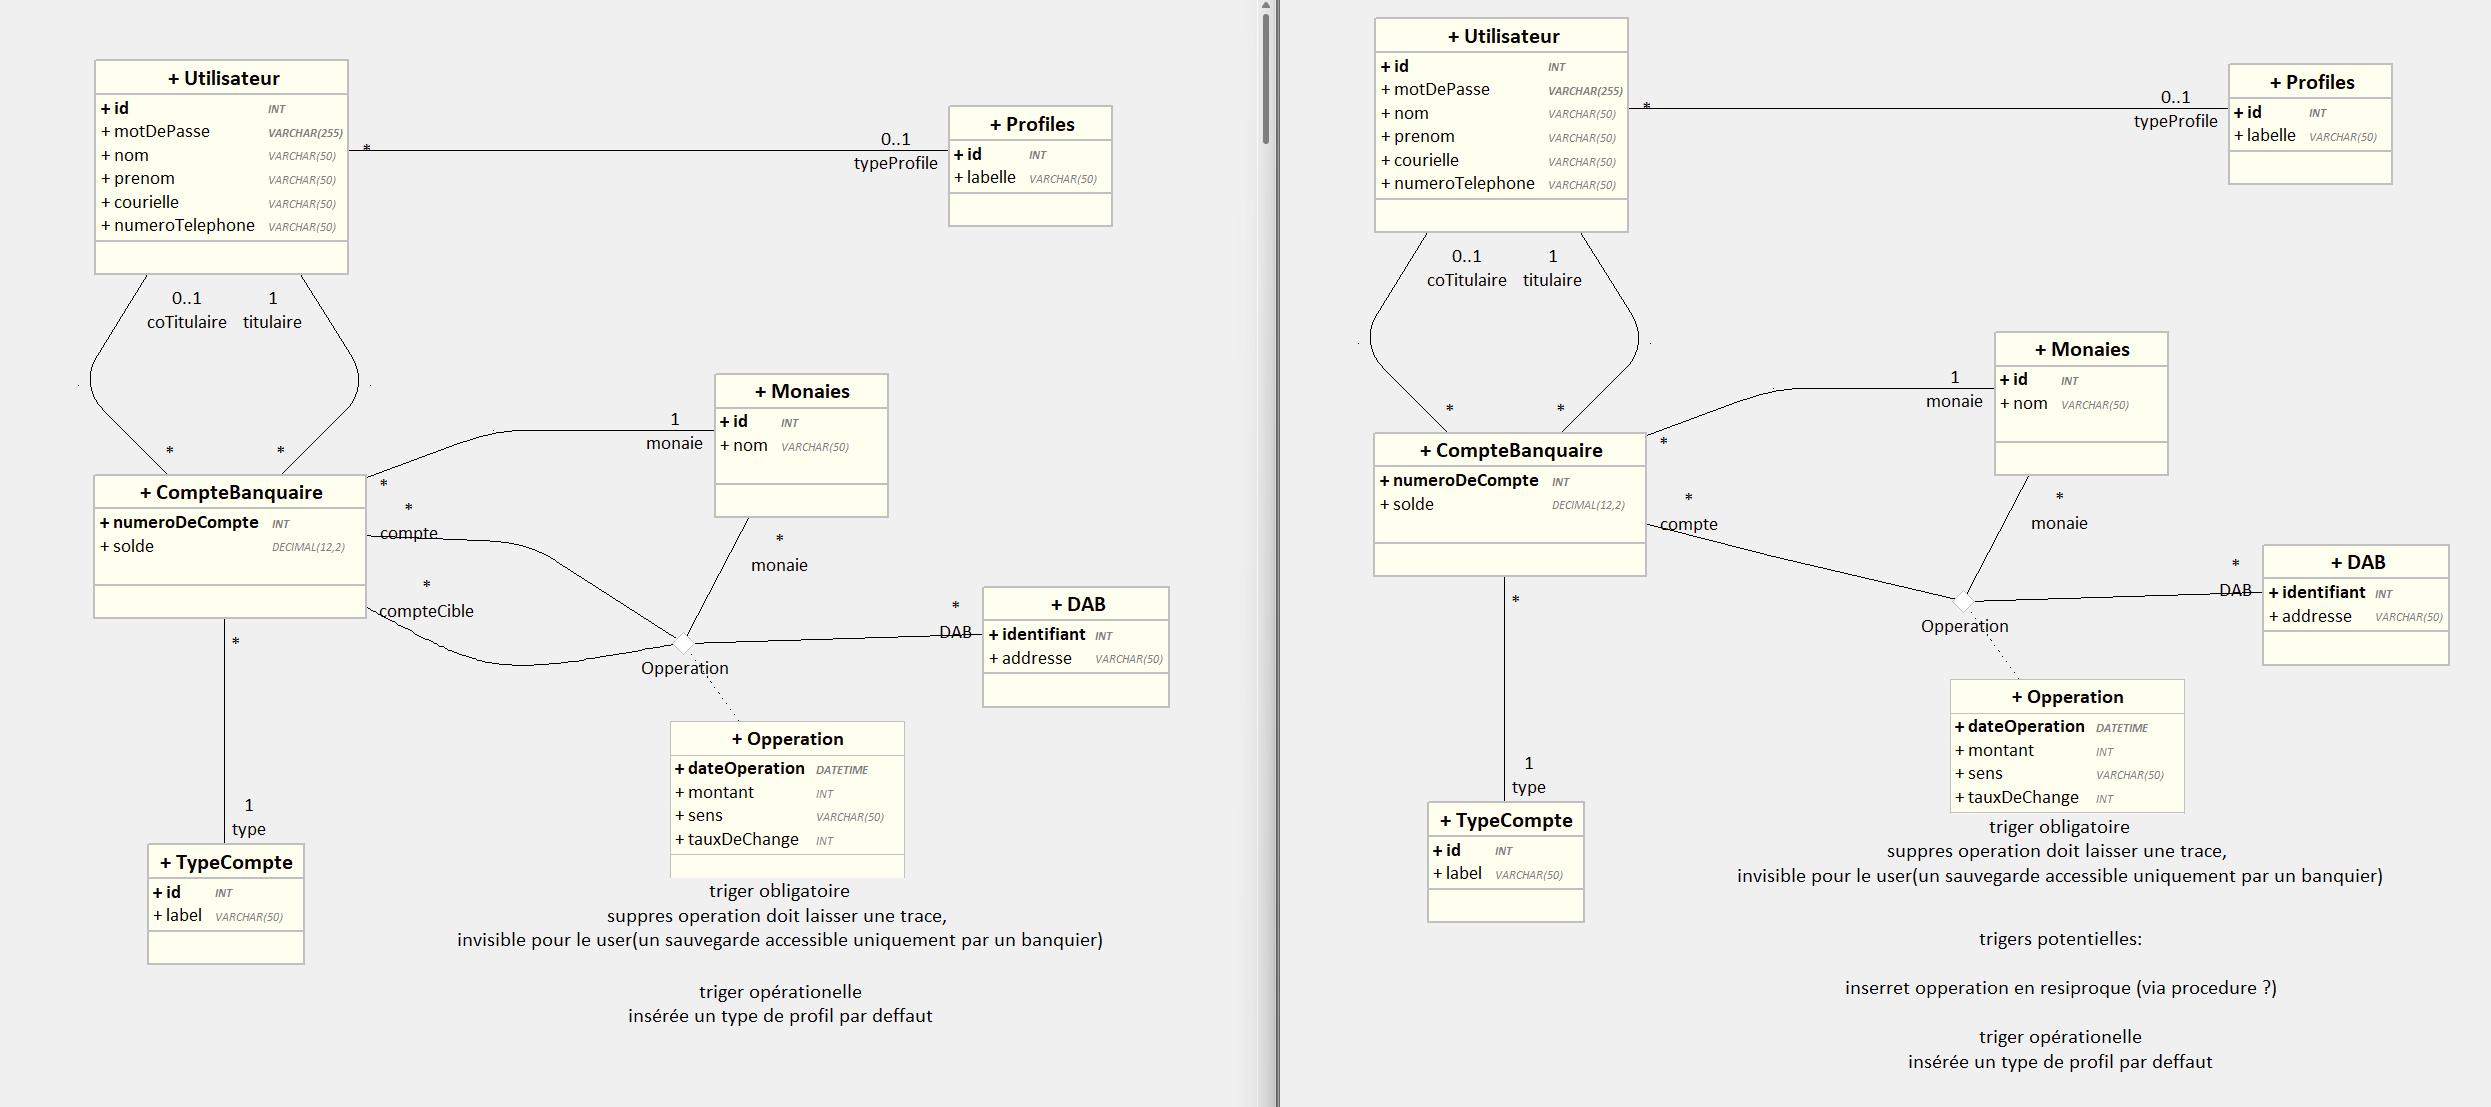 + Utilisateur
+ id INT
+ motDePasse VARCHAR(255)
+ nom VARCHAR(50)
+ prenom VARCHAR(50)
+ courielle VARCHAR(50)
+ numeroTelephone VARCHAR(50)
*
0..1
typeProfile
+ Profiles
+ id INT
+ labelle VARCHAR(50)
0..1
coTitulaire
1
titulaire
*
*
+ Monaies
+ id INT
+ nom VARCHAR(50)
1
monaie
*
+ CompteBanquaire
+ numeroDeCompte INT
+ solde DECIMAL(12,2)
*
compte
*
compteCible
*
monaie
*
DAB
+ DAB
+ identifiant INT
+ addresse VARCHAR(50)
Opperation
+ Opperation
+ dateOperation DATETIME
+ montant INT
+ sens VARCHAR(50)
+ tauxDeChange INT
*
1
type
+ TypeCompte
+ id INT
+ label VARCHAR(50)
triger obligatoire
suppres operation doit laisser une trace,
invisible pour le user(un sauvegarde accessible uniquement par un banquier)
triger opérationelle
insérée un type de profil par deffaut
+ Utilisateur
+ id INT
+ motDePasse VARCHAR(255)
+ nom VARCHAR(50)
+ prenom VARCHAR(50)
+ courielle VARCHAR(50)
+ numeroTelephone VARCHAR(50)
*
0..1
typeProfile
+ Profiles
+ id INT
+ labelle VARCHAR(50)
0..1
coTitulaire
1
titulaire
*
*
+ Monaies
+ id INT
+ nom VARCHAR(50)
1
monaie
*
+ CompteBanquaire
+ numeroDeCompte INT
+ solde DECIMAL(12,2)
*
compte
*
monaie
*
DAB
+ DAB
+ identifiant INT
+ addresse VARCHAR(50)
Opperation
+ Opperation
+ dateOperation DATETIME
+ montant INT
+ sens VARCHAR(50)
+ tauxDeChange INT
*
1
type
+ TypeCompte
+ id INT
+ label VARCHAR(50)
triger obligatoire
suppres operation doit laisser une trace,
invisible pour le user(un sauvegarde accessible uniquement par un banquier)
trigers potentielles:
inserret opperation en resiproque (via procedure ?)
triger opérationelle
insérée un type de profil par deffaut